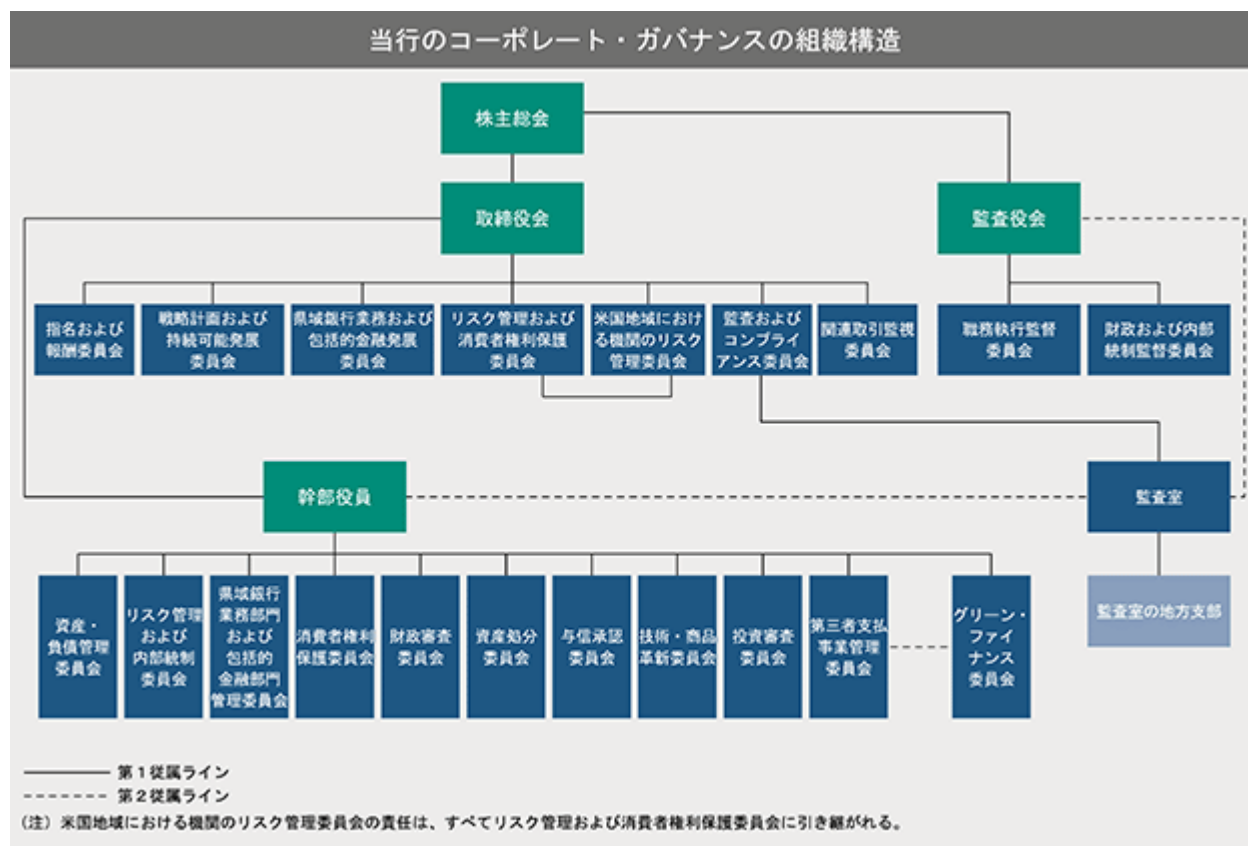 当行のコーポレート・ガバナンスの組織構造
株主総会
取締役会
監査役会
指名および
報酬委員会
戦略計画および
持続可能発展
委員会
県域銀行業務および
包括的金融発展
委員会
リスク管理および
消費者権利保護
委員会
米国地域におけ
る機関のリスク
管理委員会
監査および
コンプライ
アンス委員会
関連取引監視
委員会
職務執行監督
委員会
財政および内部
統制監督委員会
幹部役員
監査室
資産・
負債管理
委員会
リスク管理
および
内部統制
委員会
県域銀行
業務部門
および
包括的
金融部門
管理委員会
消費者権利
保護委員会
財政審査
委員会
資産処分
委員会
与信承認
委員会
技術・商品
革新委員会
投資審査
委員会
第三者支払
事業管理
委員会
グリーン・
ファイ
ナンス
委員会
監査室の地方支部
第1従属ライン
第2従属ライン
(注) 米国地域における機関のリスク管理委員会の責任は、すべてリスク管理および消費者権利保護委員会に引き継がれる。